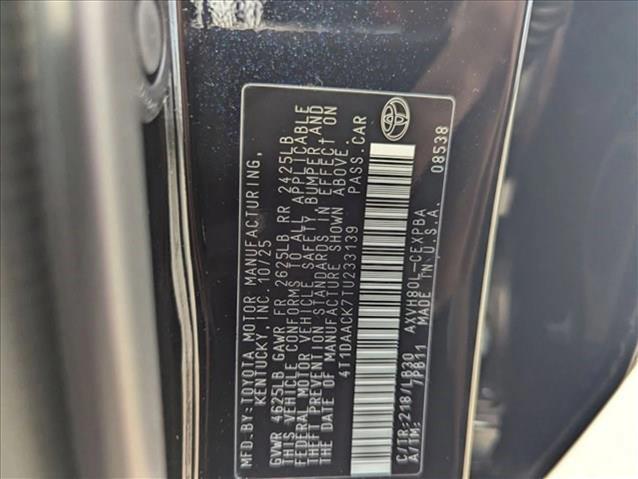 MFD.BY:TOYOTA MOTOR MANUFACTURING,
KENTUCKY, INC. 10/25
GVWR 4625LB GAWR FR 2625LB RR 2425LB
THIS VEHICLE CONFORMS TO ALL APPLICABLE
FEDERAL MOTOR VEHICLE SAFETY, BUMPER,AND
THEFT PREVENTION STANDARDS IN EFFECT ON
THE DATE OF MANUFACTURE SHOWN ABOVE.
4T1DAACK7TU233139 PASS.CAR
C/TR:218/LB30 AXVH80L-CEXPBA
A/TM: 7PB11 MADE IN U.S.A. 08538